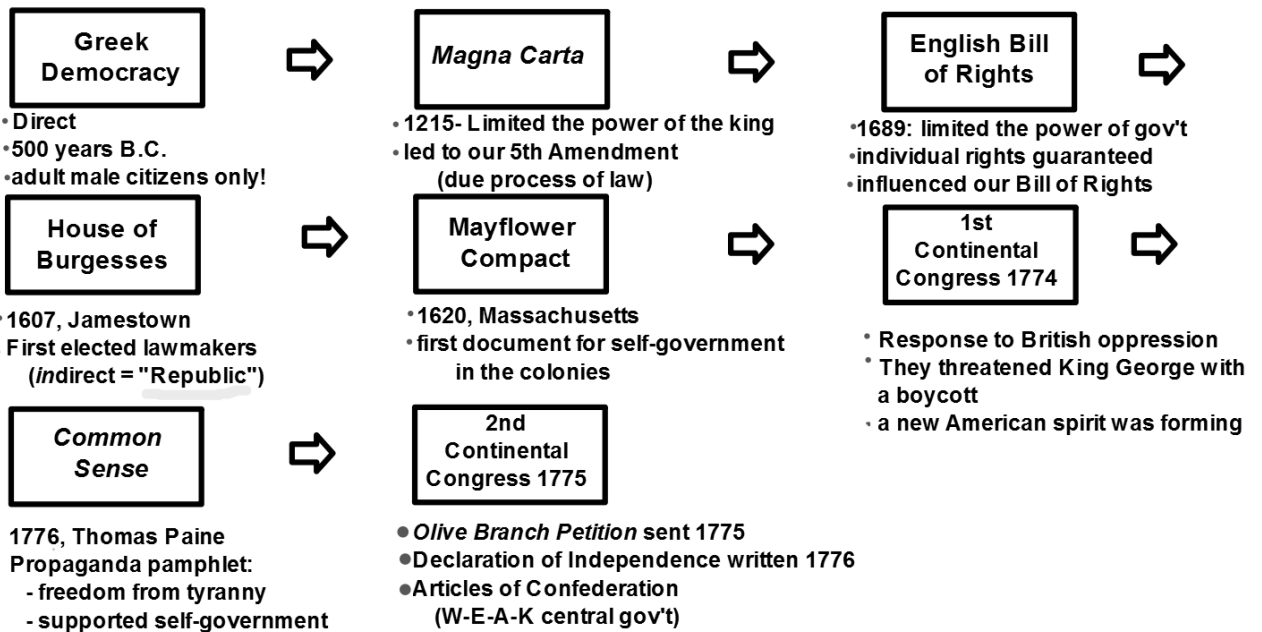 Greek
Democracy
• Direct
• 500 years B.C.
• adult male citizens only!
Magna Carta
• 1215- Limited the power of the king
• led to our 5th Amendment
(due process of law)
English Bill
of Rights
• 1689: limited the power of gov't
• individual rights guaranteed
• influenced our Bill of Rights
House of
Burgesses
• 1607, Jamestown
First elected lawmakers
(indirect = "Republic")
Mayflower
Compact
• 1620, Massachusetts
• first document for self-government
in the colonies
1st
Continental
Congress 1774
• Response to British oppression
• They threatened King George with
a boycott
• a new American spirit was forming
Common
Sense
1776, Thomas Paine
Propaganda pamphlet:
- freedom from tyranny
- supported self-government
2nd
Continental
Congress 1775
• Olive Branch Petition sent 1775
• Declaration of Independence written 1776
• Articles of Confederation
(W-E-A-K central gov't)